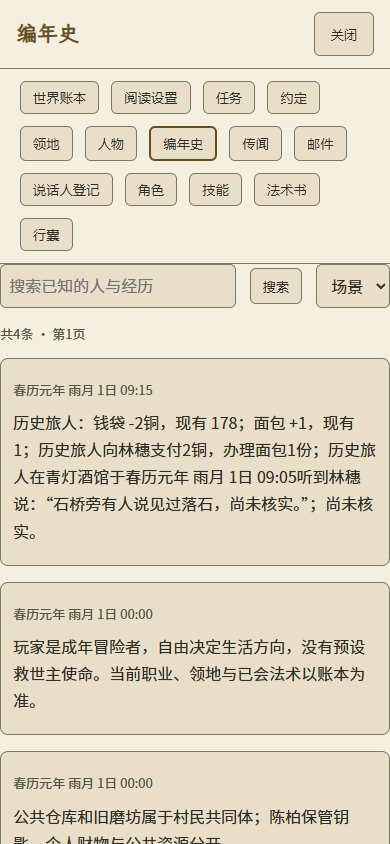 编年史
关闭
世界账本 阅读设置 任务 约定
领地 人物 编年史 传闻 邮件
说话人登记 角色 技能 法术书
行囊
搜索已知的人与经历 搜索 场景
共4条 · 第1页
春历元年 雨月 1日 09:15
历史旅人：钱袋 -2铜，现有 178；面包 +1，现有
1；历史旅人向林穗支付2铜，办理面包1份；历史旅
人在青灯酒馆于春历元年 雨月 1日 09:05听到林穗
说：“石桥旁有人说见过落石，尚未核实。”；尚未核
实。
春历元年 雨月 1日 00:00
玩家是成年冒险者，自由决定生活方向，没有预设
救世主使命。当前职业、领地与已会法术以账本为
准。
春历元年 雨月 1日 00:00
公共仓库和旧磨坊属于村民共同体；陈柏保管钥
匙，个人财物与公共资源分开